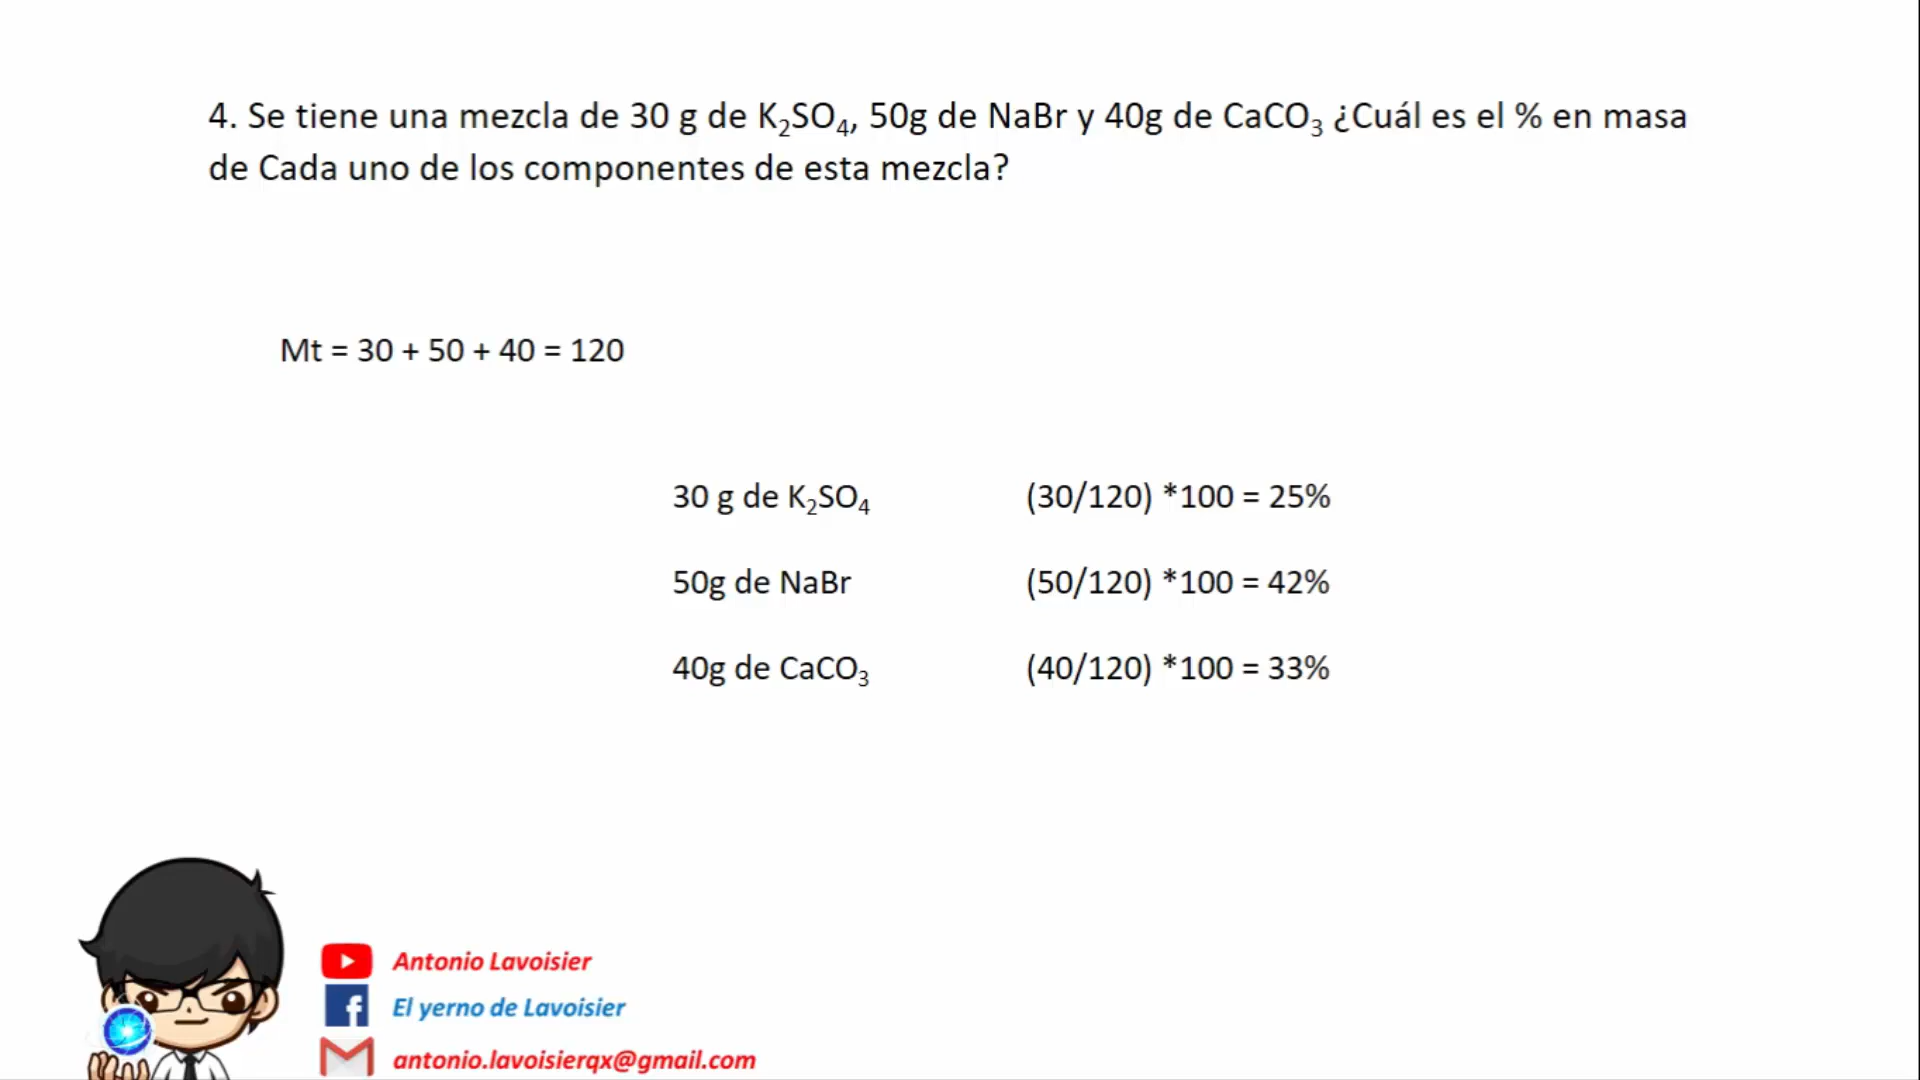 4. Se tiene una mezcla de 30 g de K₂SO₄, 50g de NaBr y 40g de CaCO₃ ¿Cuál es el % en masa
de Cada uno de los componentes de esta mezcla?
Mt = 30 + 50 + 40 = 120
30 g de K₂SO₄ (30/120) *100 = 25%
50g de NaBr (50/120) *100 = 42%
40g de CaCO₃ (40/120) *100 = 33%
Antonio Lavoisier
El yerno de Lavoisier
antonio.lavoisierqx@gmail.com